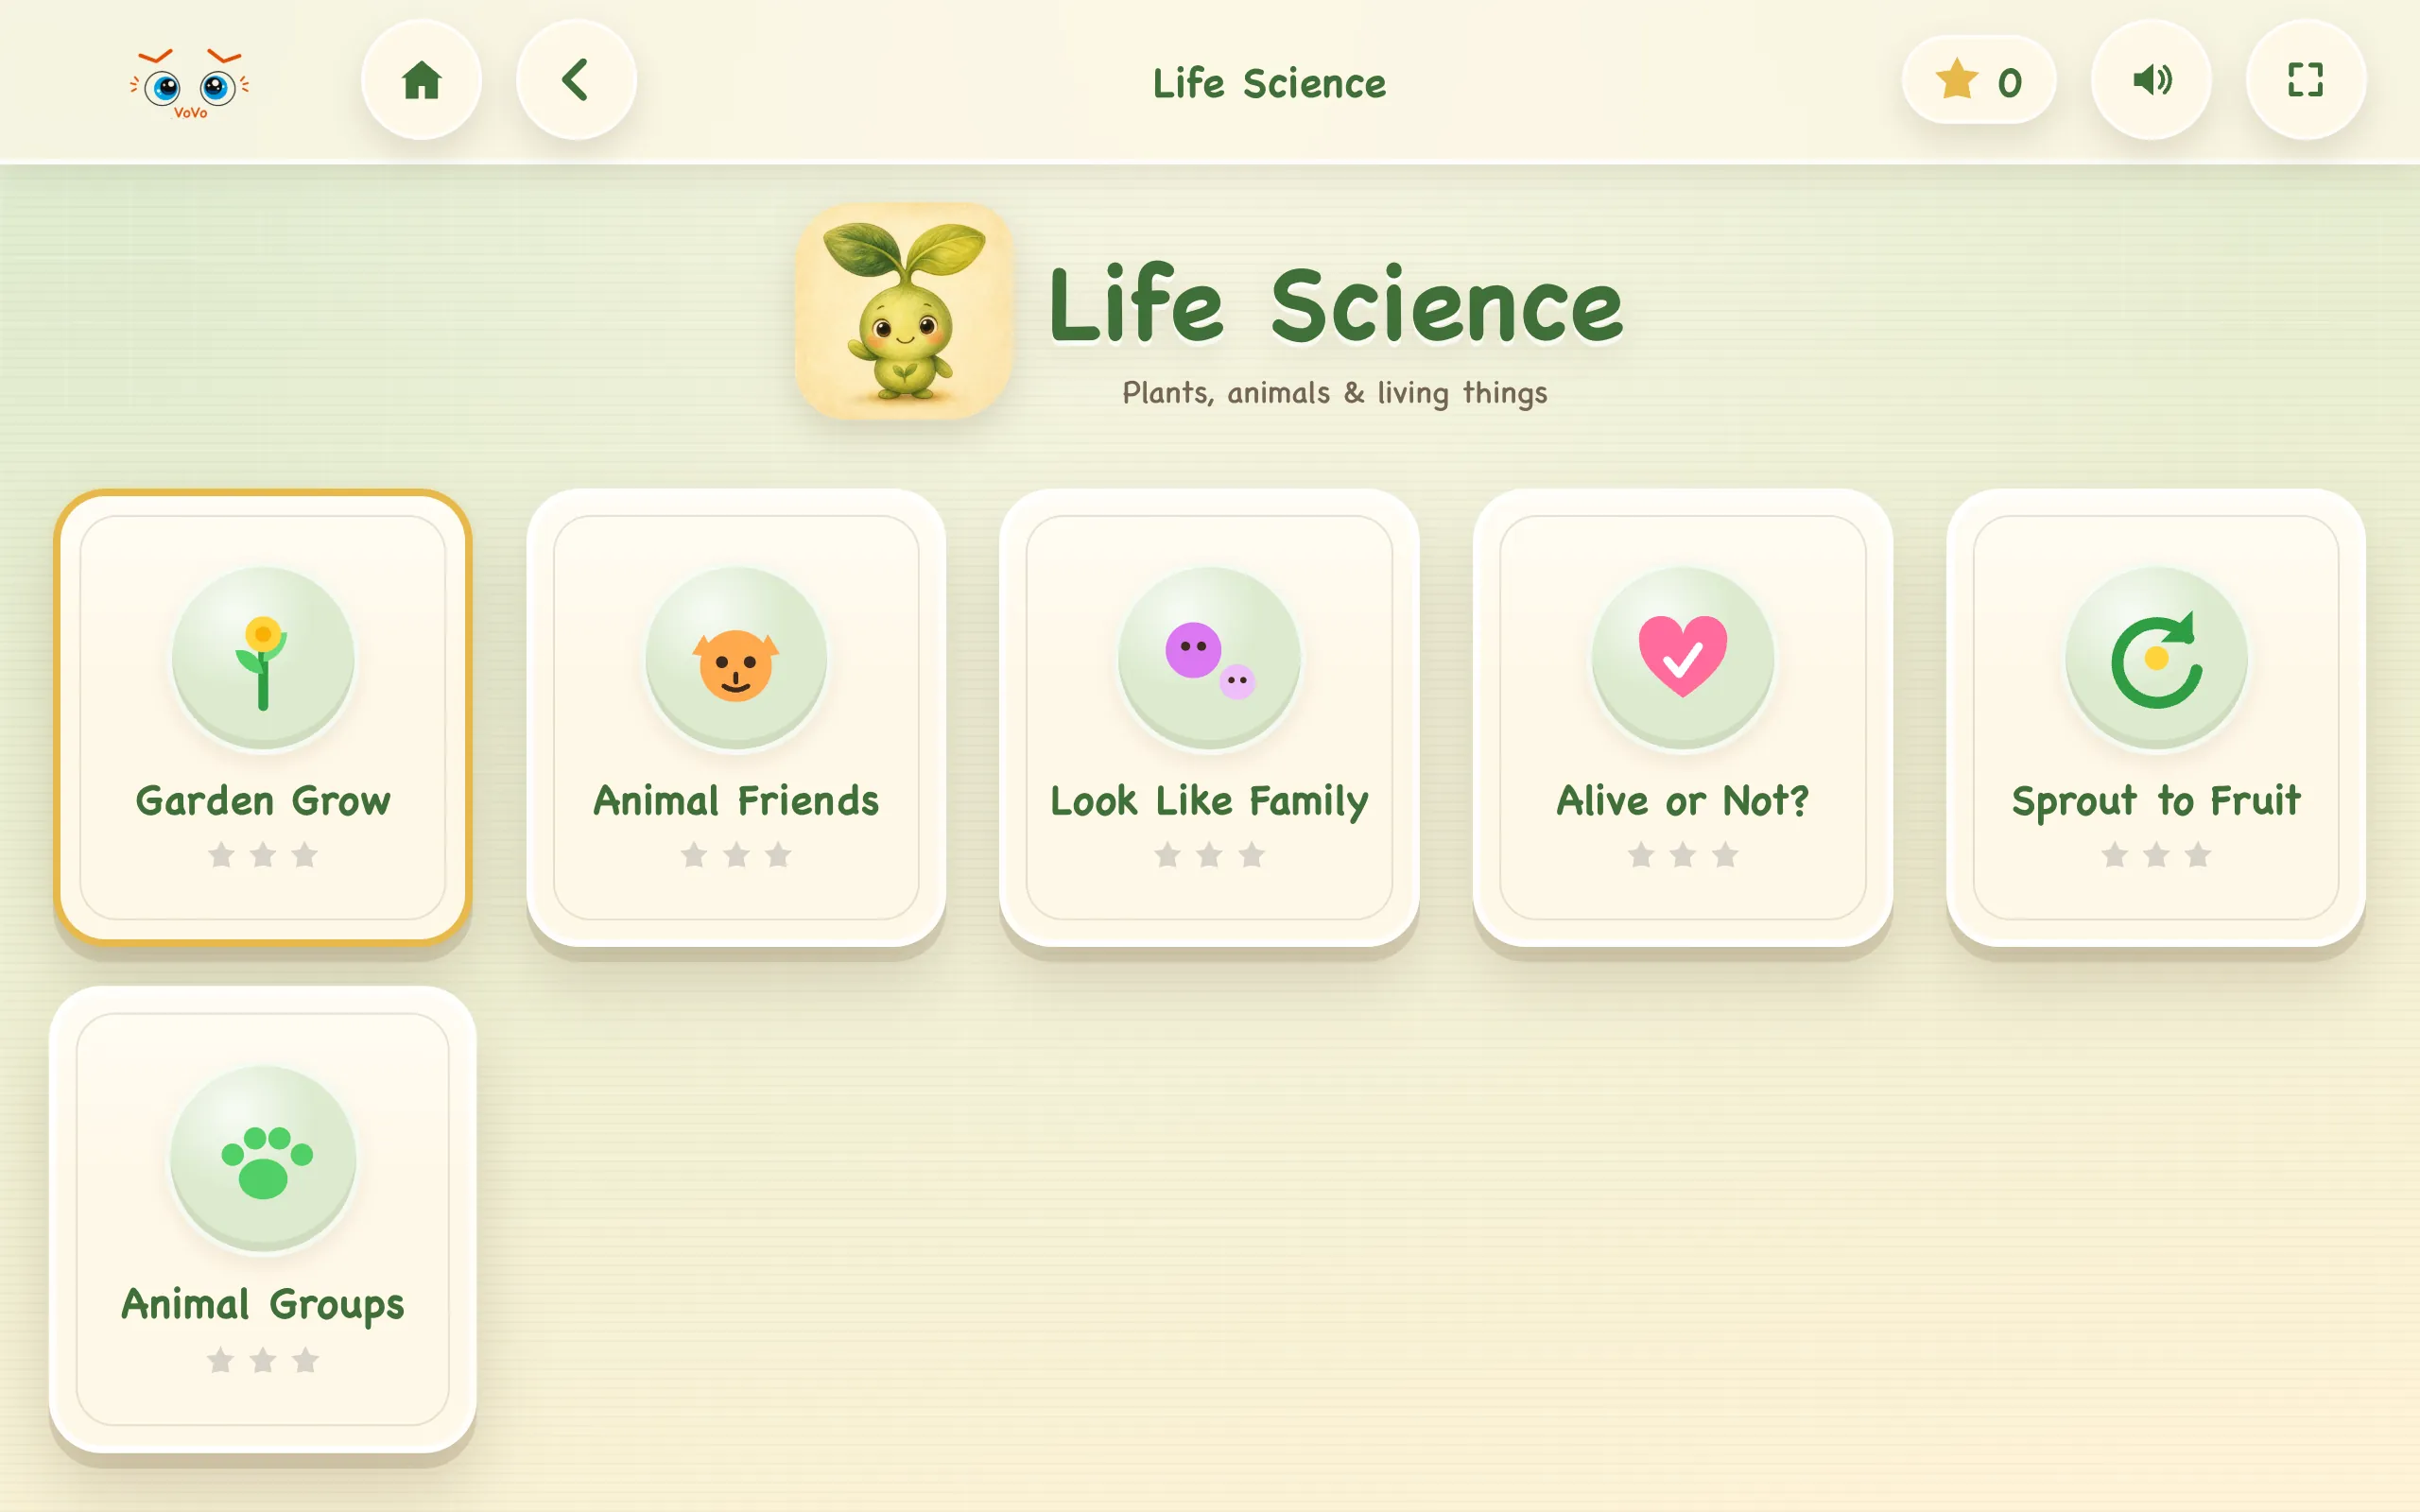 VoVo
Life Science
0
Life Science
Plants, animals & living things
Garden Grow
Animal Friends
Look Like Family
Alive or Not?
Sprout to Fruit
Animal Groups